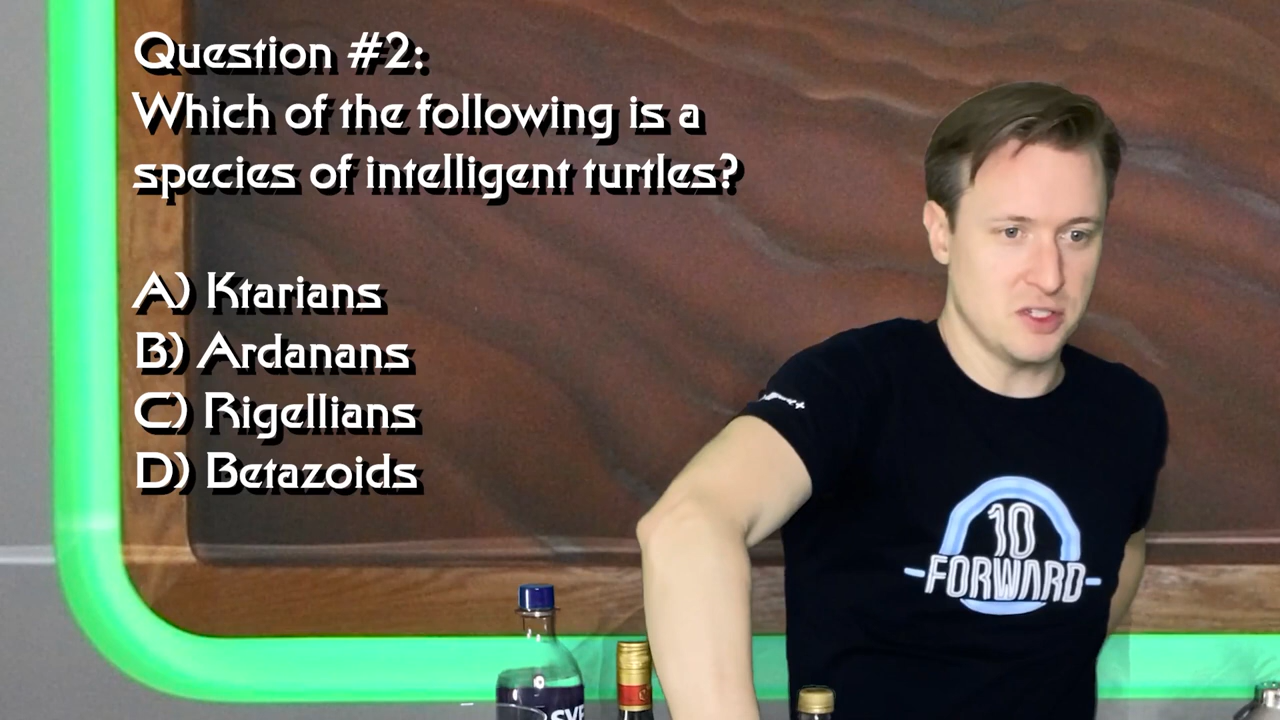 Question #2:
Which of the following is a
species of intelligent turtles?
A) Ktarians
B) Ardanans
C) Rigellians
D) Betazoids
10
FORWARD